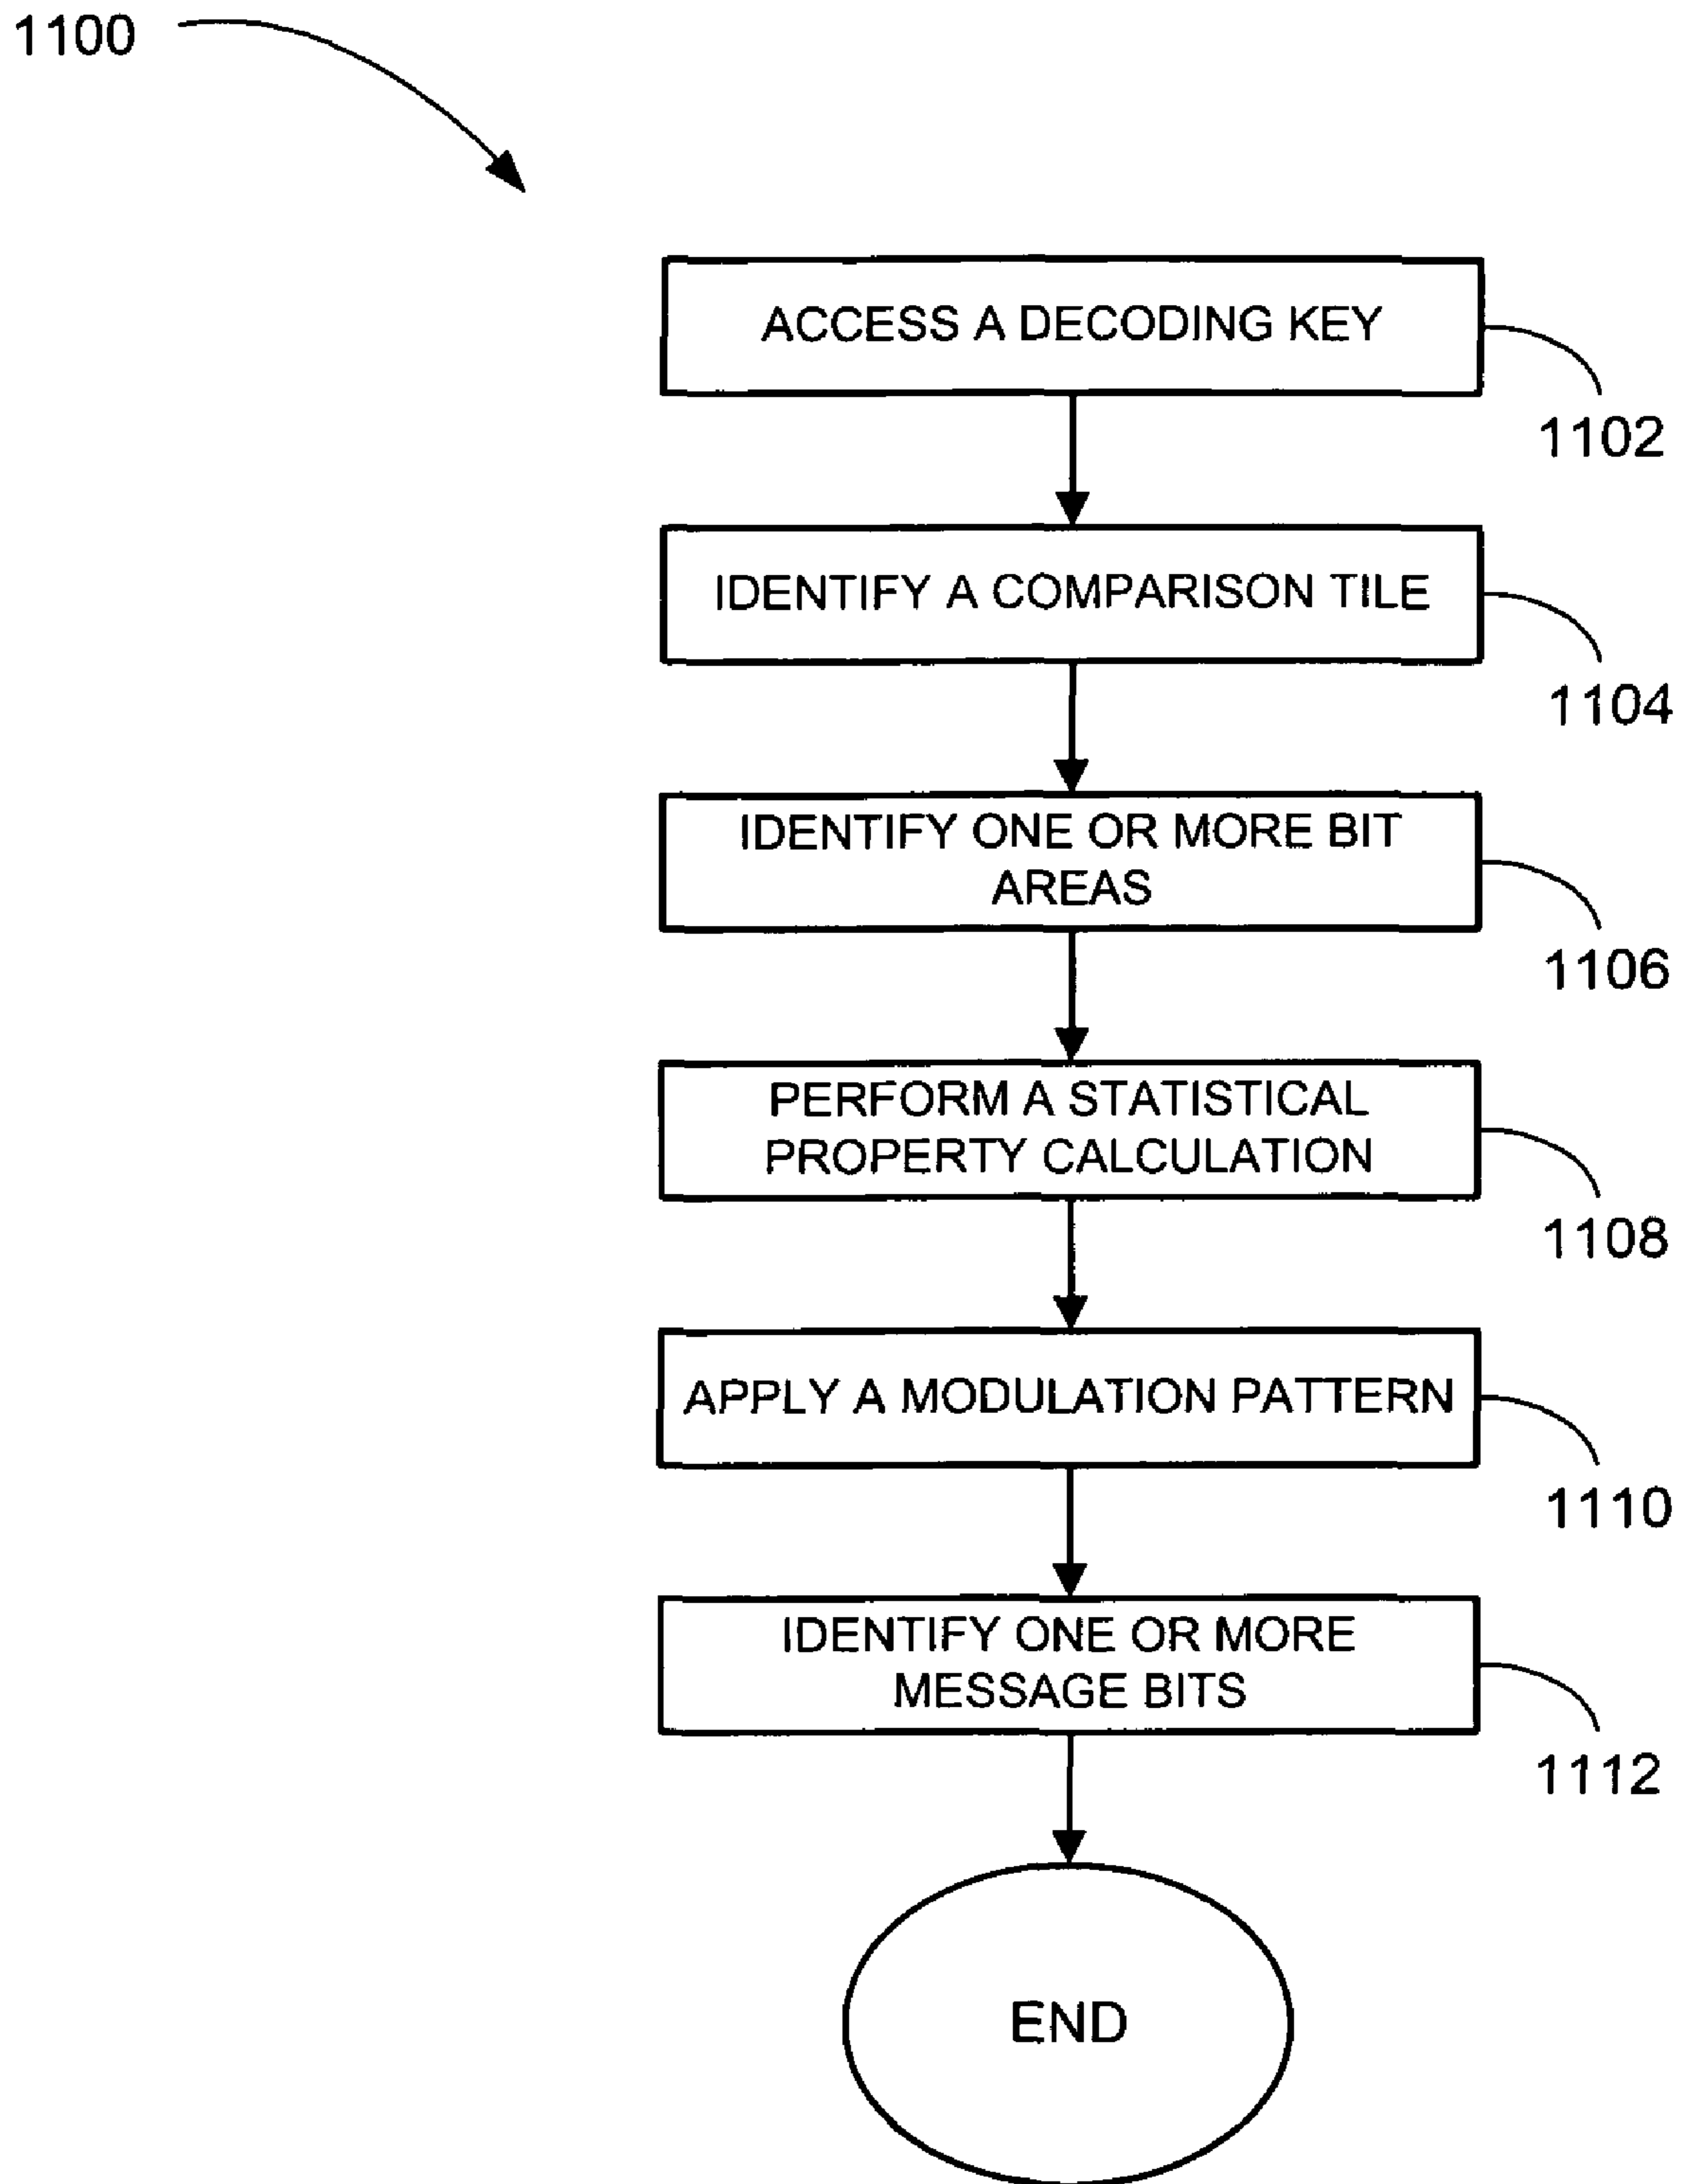 1100
ACCESS A DECODING KEY
1102
IDENTIFY A COMPARISON TILE
1104
IDENTIFY ONE OR MORE BIT
AREAS
1106
PERFORM A STATISTICAL
PROPERTY CALCULATION
1108
APPLY A MODULATION PATTERN
1110
IDENTIFY ONE OR MORE
MESSAGE BITS
1112
END